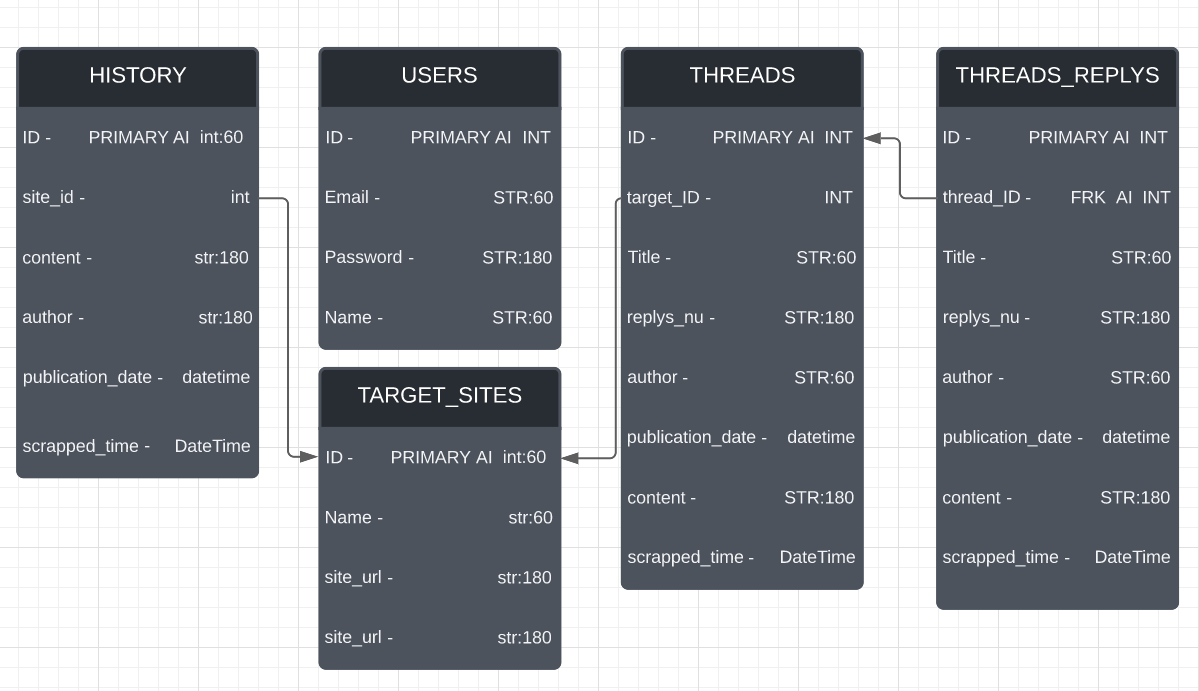 HISTORY
ID - PRIMARY AI int:60
site_id - int
content - str:180
author - str:180
publication_date - datetime
scrapped_time - DateTime
USERS
ID - PRIMARY AI INT
Email - STR:60
Password - STR:180
Name - STR:60
TARGET_SITES
ID - PRIMARY AI int:60
Name - str:60
site_url - str:180
site_url - str:180
THREADS
ID - PRIMARY AI INT
target_ID - INT
Title - STR:60
replys_nu - STR:180
author - STR:60
publication_date - datetime
content - STR:180
scrapped_time - DateTime
THREADS_REPLYS
ID - PRIMARY AI INT
thread_ID - FRK AI INT
Title - STR:60
replys_nu - STR:180
author - STR:60
publication_date - datetime
content - STR:180
scrapped_time - DateTime